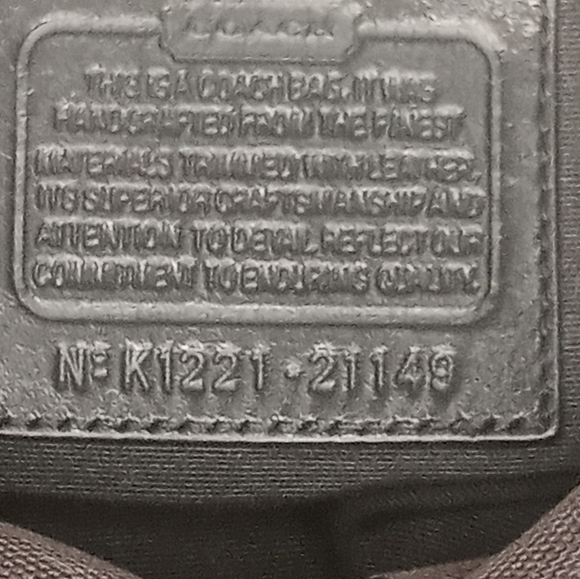 COACH
THIS IS A COACH BAG. IT WAS
HANDCRAFTED FROM THE FINEST
MATERIALS TRIMMED WITH LEATHER,
ITS SUPERIOR CRAFTSMANSHIP AND
ATTENTION TO DETAIL REFLECT OUR
COMMITMENT TO ENDURING QUALITY.
Nº K1221-21149